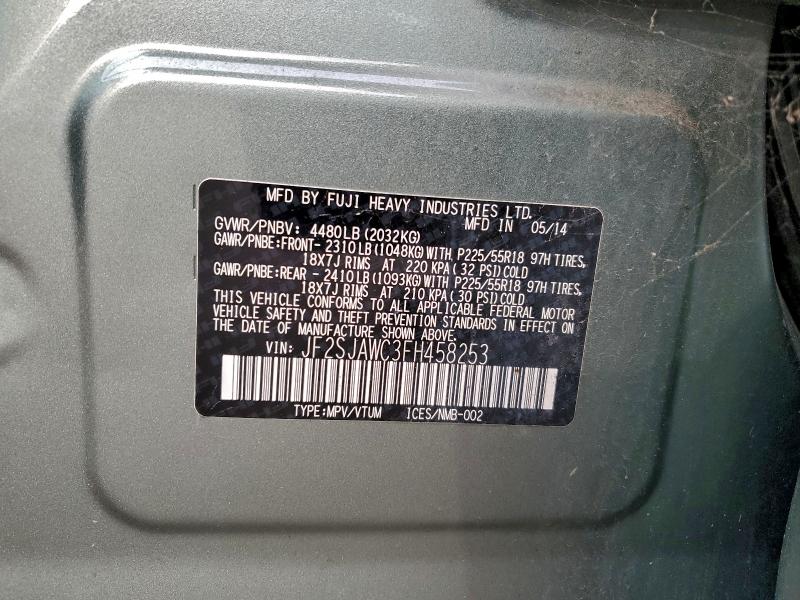 MFD BY FUJI HEAVY INDUSTRIES LTD.
MFD IN 05/14
GVWR/PNBV: 4480LB(2032KG)
GAWR/PNBE:FRONT- 2310LB(1048KG)WITH P225/55R18 97H TIRES,
18X7J RIMS AT 220 KPA(32 PSI)COLD
GAWR/PNBE:REAR - 2410LB(1093KG)WITH P225/55R18 97H TIRES,
18X7J RIMS AT 210 KPA(30 PSI)COLD
THIS VEHICLE CONFORMS TO ALL APPLICABLE FEDERAL MOTOR
VEHICLE SAFETY AND THEFT PREVENTION STANDARDS IN EFFECT ON
THE DATE OF MANUFACTURE SHOWN ABOVE.
VIN: JF2SJAWC3FH458253
TYPE:MPV/VTUM ICES/NMB-002